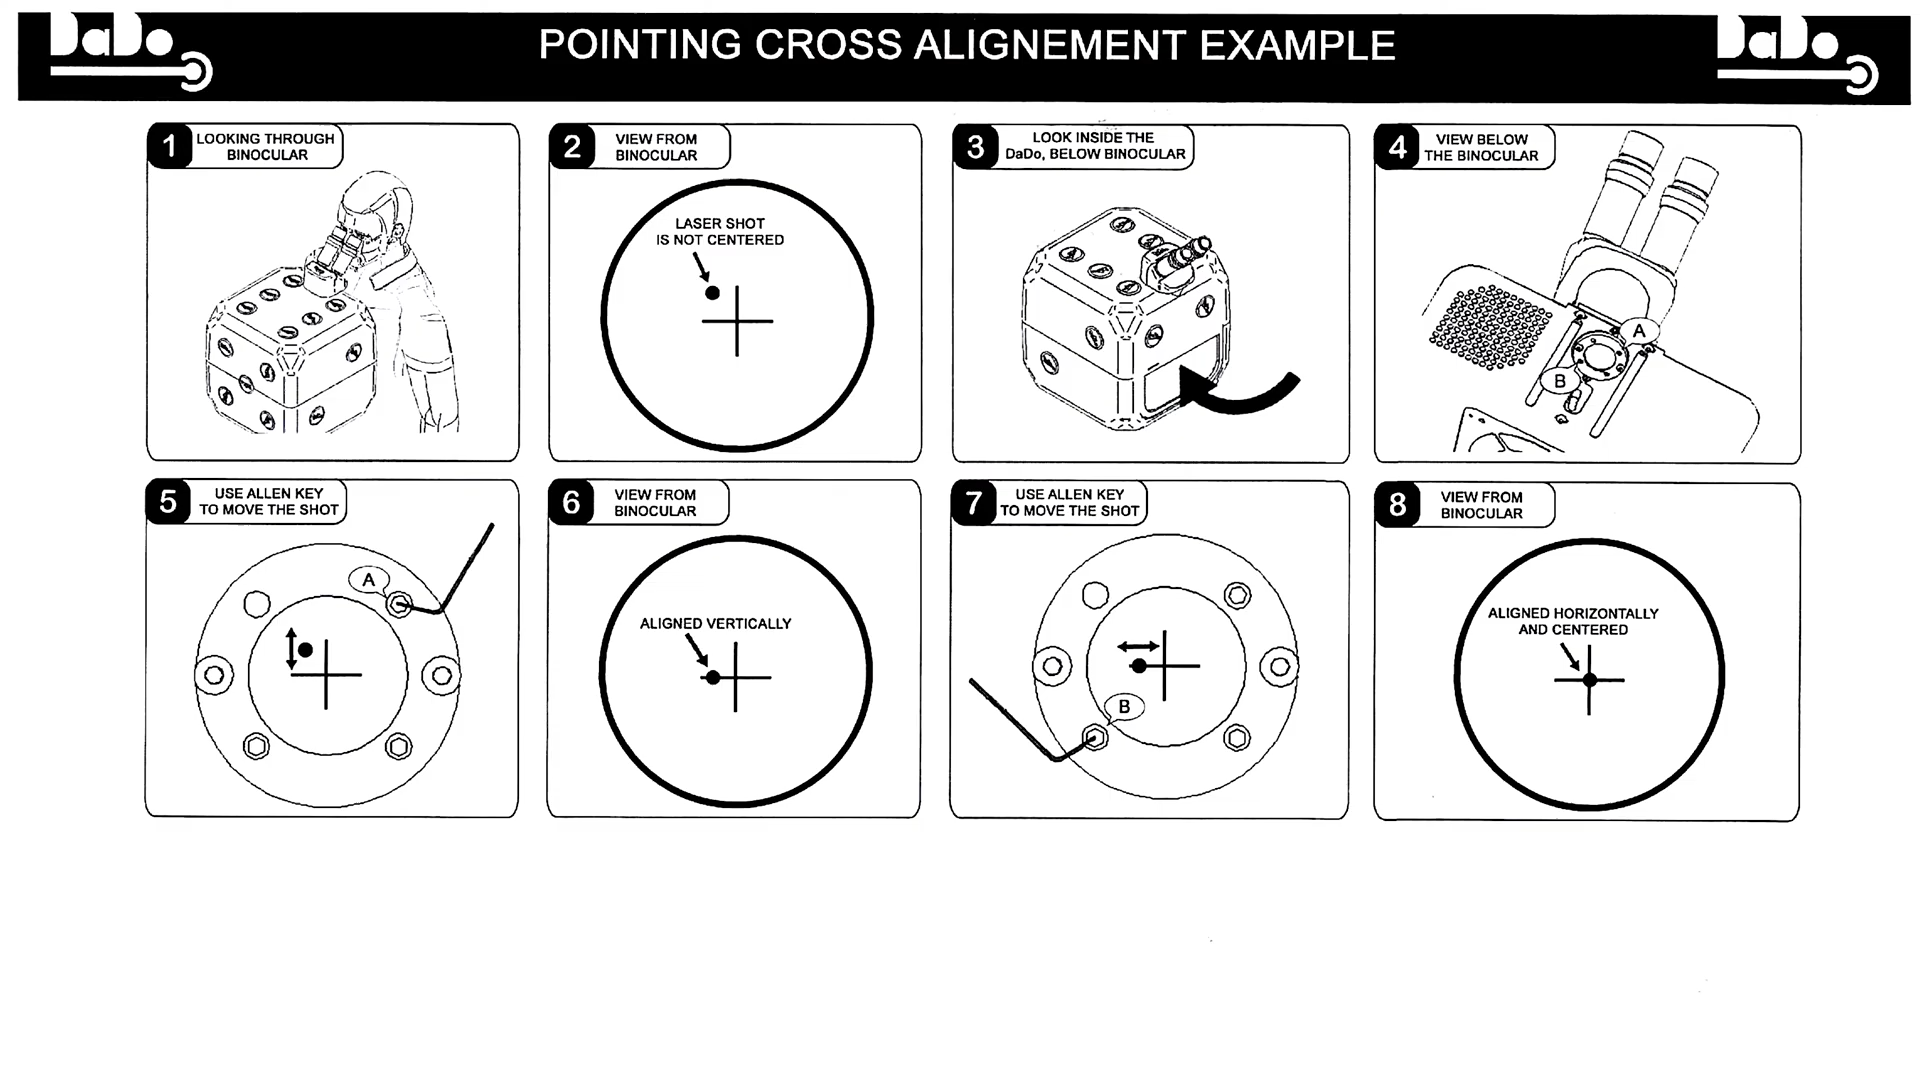 DaDo
POINTING CROSS ALIGNEMENT EXAMPLE
DaDo
1
LOOKING THROUGH
BINOCULAR
2
VIEW FROM
BINOCULAR
LASER SHOT
IS NOT CENTERED
3
LOOK INSIDE THE
DaDo, BELOW BINOCULAR
4
VIEW BELOW
THE BINOCULAR
A
B
5
USE ALLEN KEY
TO MOVE THE SHOT
A
6
VIEW FROM
BINOCULAR
ALIGNED VERTICALLY
7
USE ALLEN KEY
TO MOVE THE SHOT
B
8
VIEW FROM
BINOCULAR
ALIGNED HORIZONTALLY
AND CENTERED